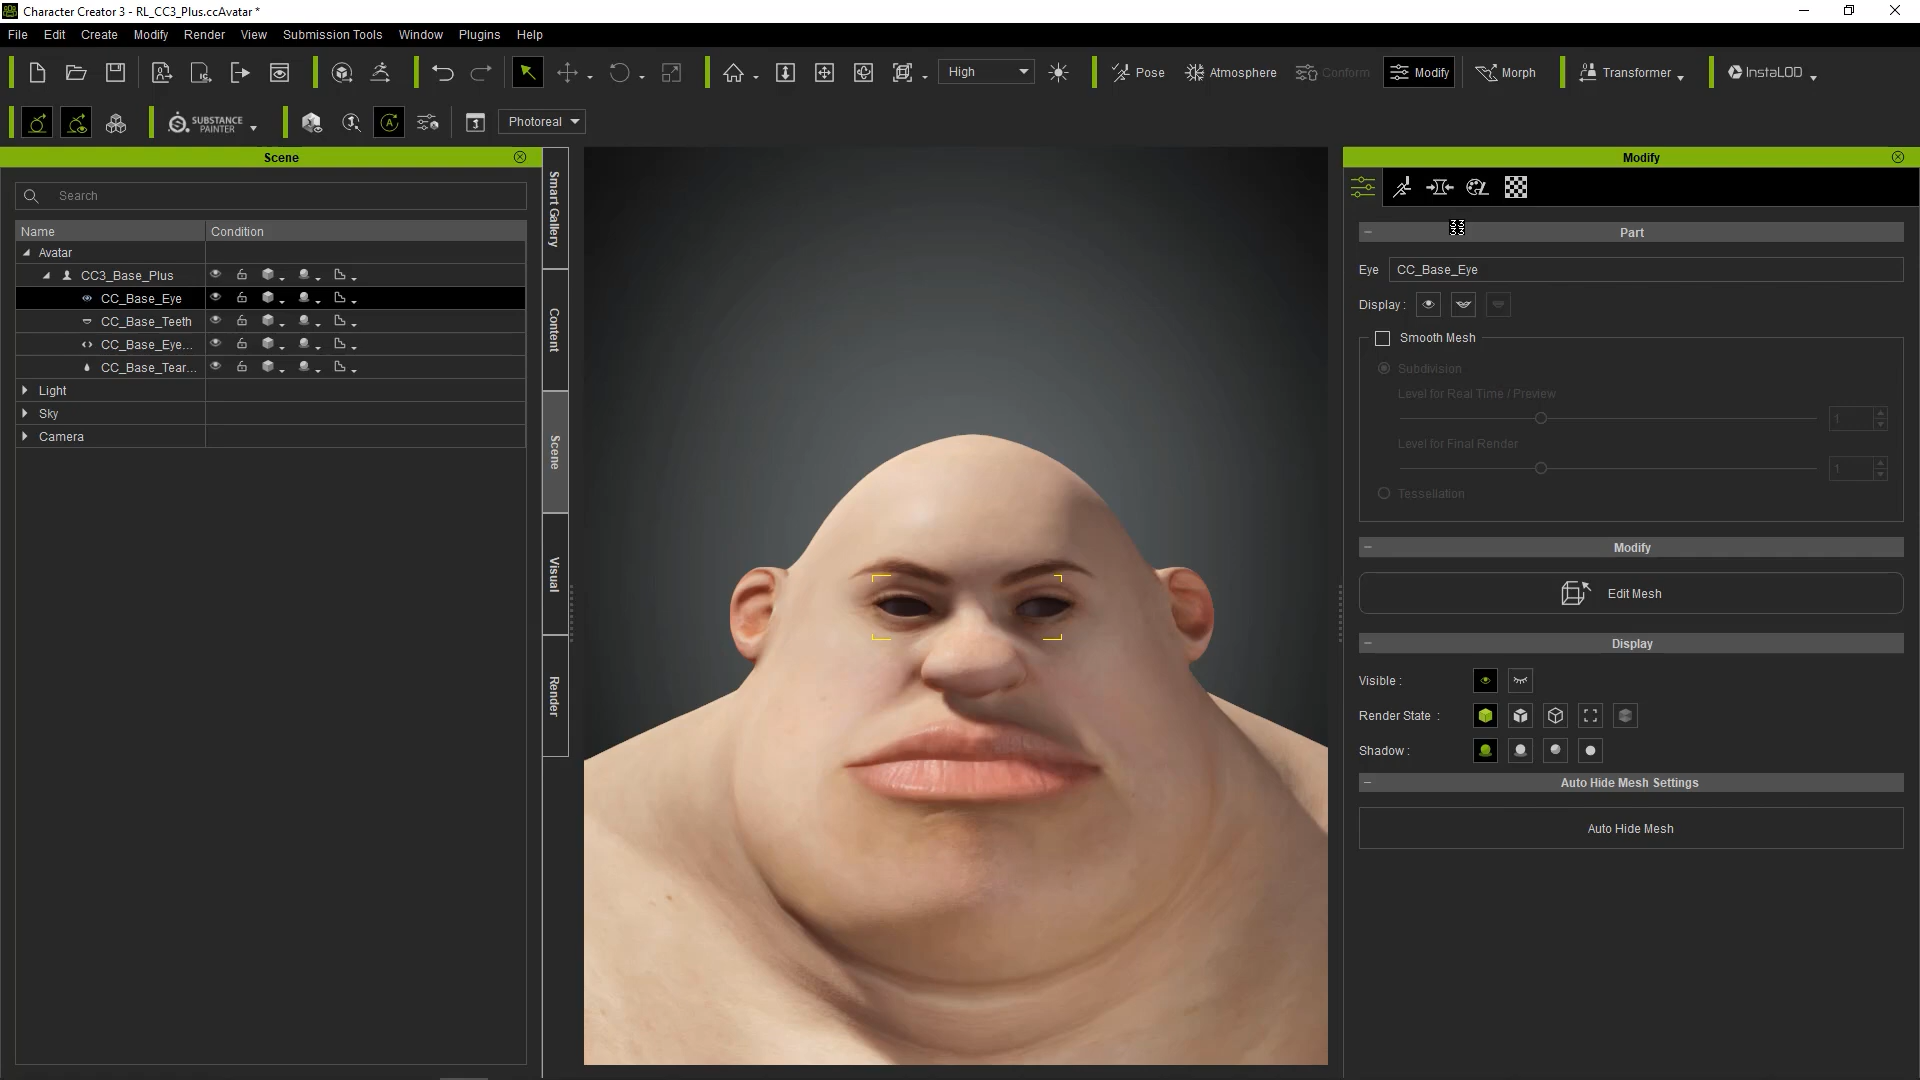 Character Creator 3 - RL_CC3_Plus.ccAvatar *
File Edit Create Modify Render View Submission Tools Window Plugins Help
High
Pose
Atmosphere
Conform
Modify
Morph
Transformer
InstaLOD
SUBSTANCE
PAINTER
Photoreal
Scene
Search
Name Condition
Avatar
CC3_Base_Plus
CC_Base_Eye
CC_Base_Teeth
CC_Base_Eye...
CC_Base_Tear...
Light
Sky
Camera
Smart Gallery
Content
Scene
Visual
Render
Modify
Part
Eye CC_Base_Eye
Display :
Smooth Mesh
Subdivision
Level for Real Time / Preview
1
Level for Final Render
1
Tessellation
Modify
Edit Mesh
Display
Visible :
Render State :
Shadow :
Auto Hide Mesh Settings
Auto Hide Mesh